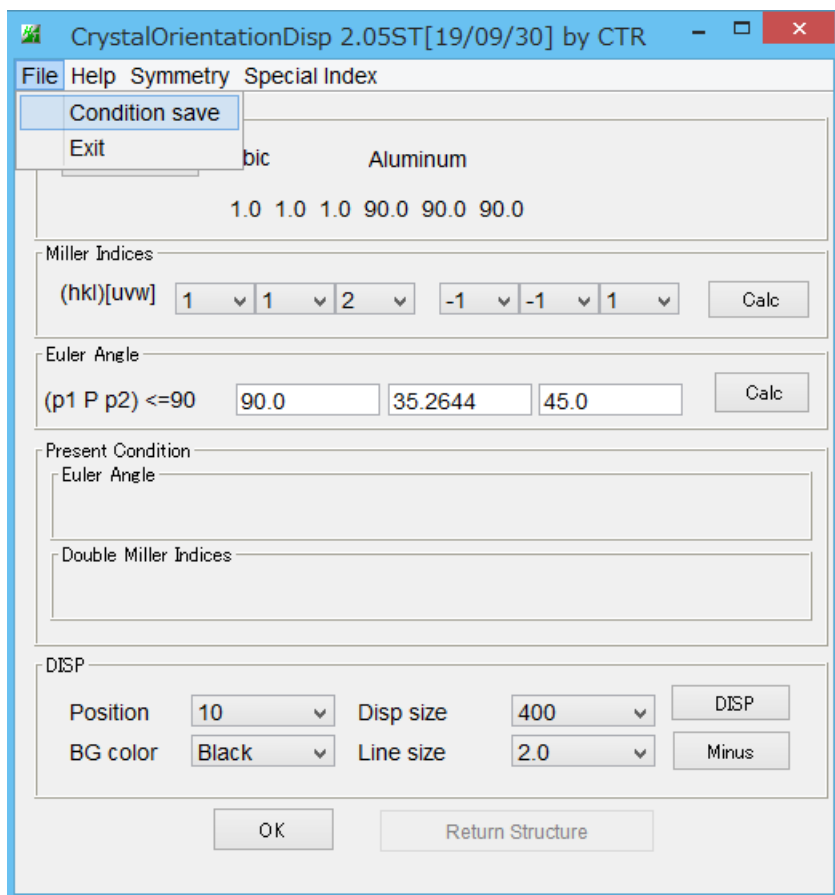 CrystalOrientationDisp 2.05ST[19/09/30] by CTR
File Help Symmetry Special Index
Condition save
Exit
bic Aluminum
1.0 1.0 1.0 90.0 90.0 90.0
Miller Indices
(hkl)[uvw] 1 1 2 -1 -1 1 Calc
Euler Angle
(p1 P p2) <=90 90.0 35.2644 45.0 Calc
Present Condition
Euler Angle
Double Miller Indices
DISP
Position 10 Disp size 400 DISP
BG color Black Line size 2.0 Minus
OK Return Structure